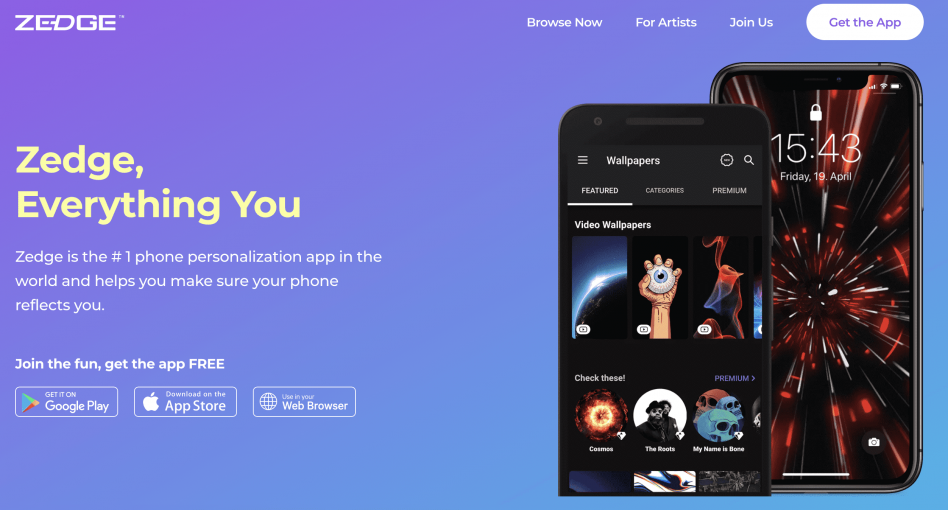 ZEDGE™
Browse Now
For Artists
Join Us
Get the App
Zedge,
Everything You
Zedge is the # 1 phone personalization app in the
world and helps you make sure your phone
reflects you.
Join the fun, get the app FREE
GET IT ON
Google Play
Download on the
App Store
Use in your
Web Browser
Wallpapers
FEATURED
CATEGORIES
PREMIUM
Video Wallpapers
Check these!
PREMIUM
Cosmos
The Roots
My Name is Bone
15:43
Friday, 19. April